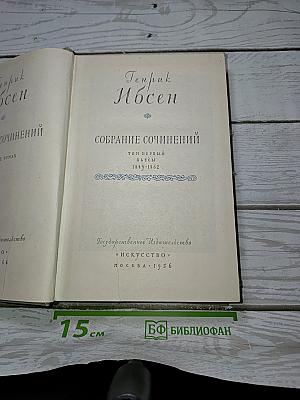 Генрик
Ибсен
СОБРАНИЕ СОЧИНЕНИЙ
ТОМ ПЕРВЫЙ
ПЬЕСЫ
1849-1862
Государственное Издательство
«ИСКУССТВО»
МОСКВА · 1956
15 см
БФ БИБЛИОФАН